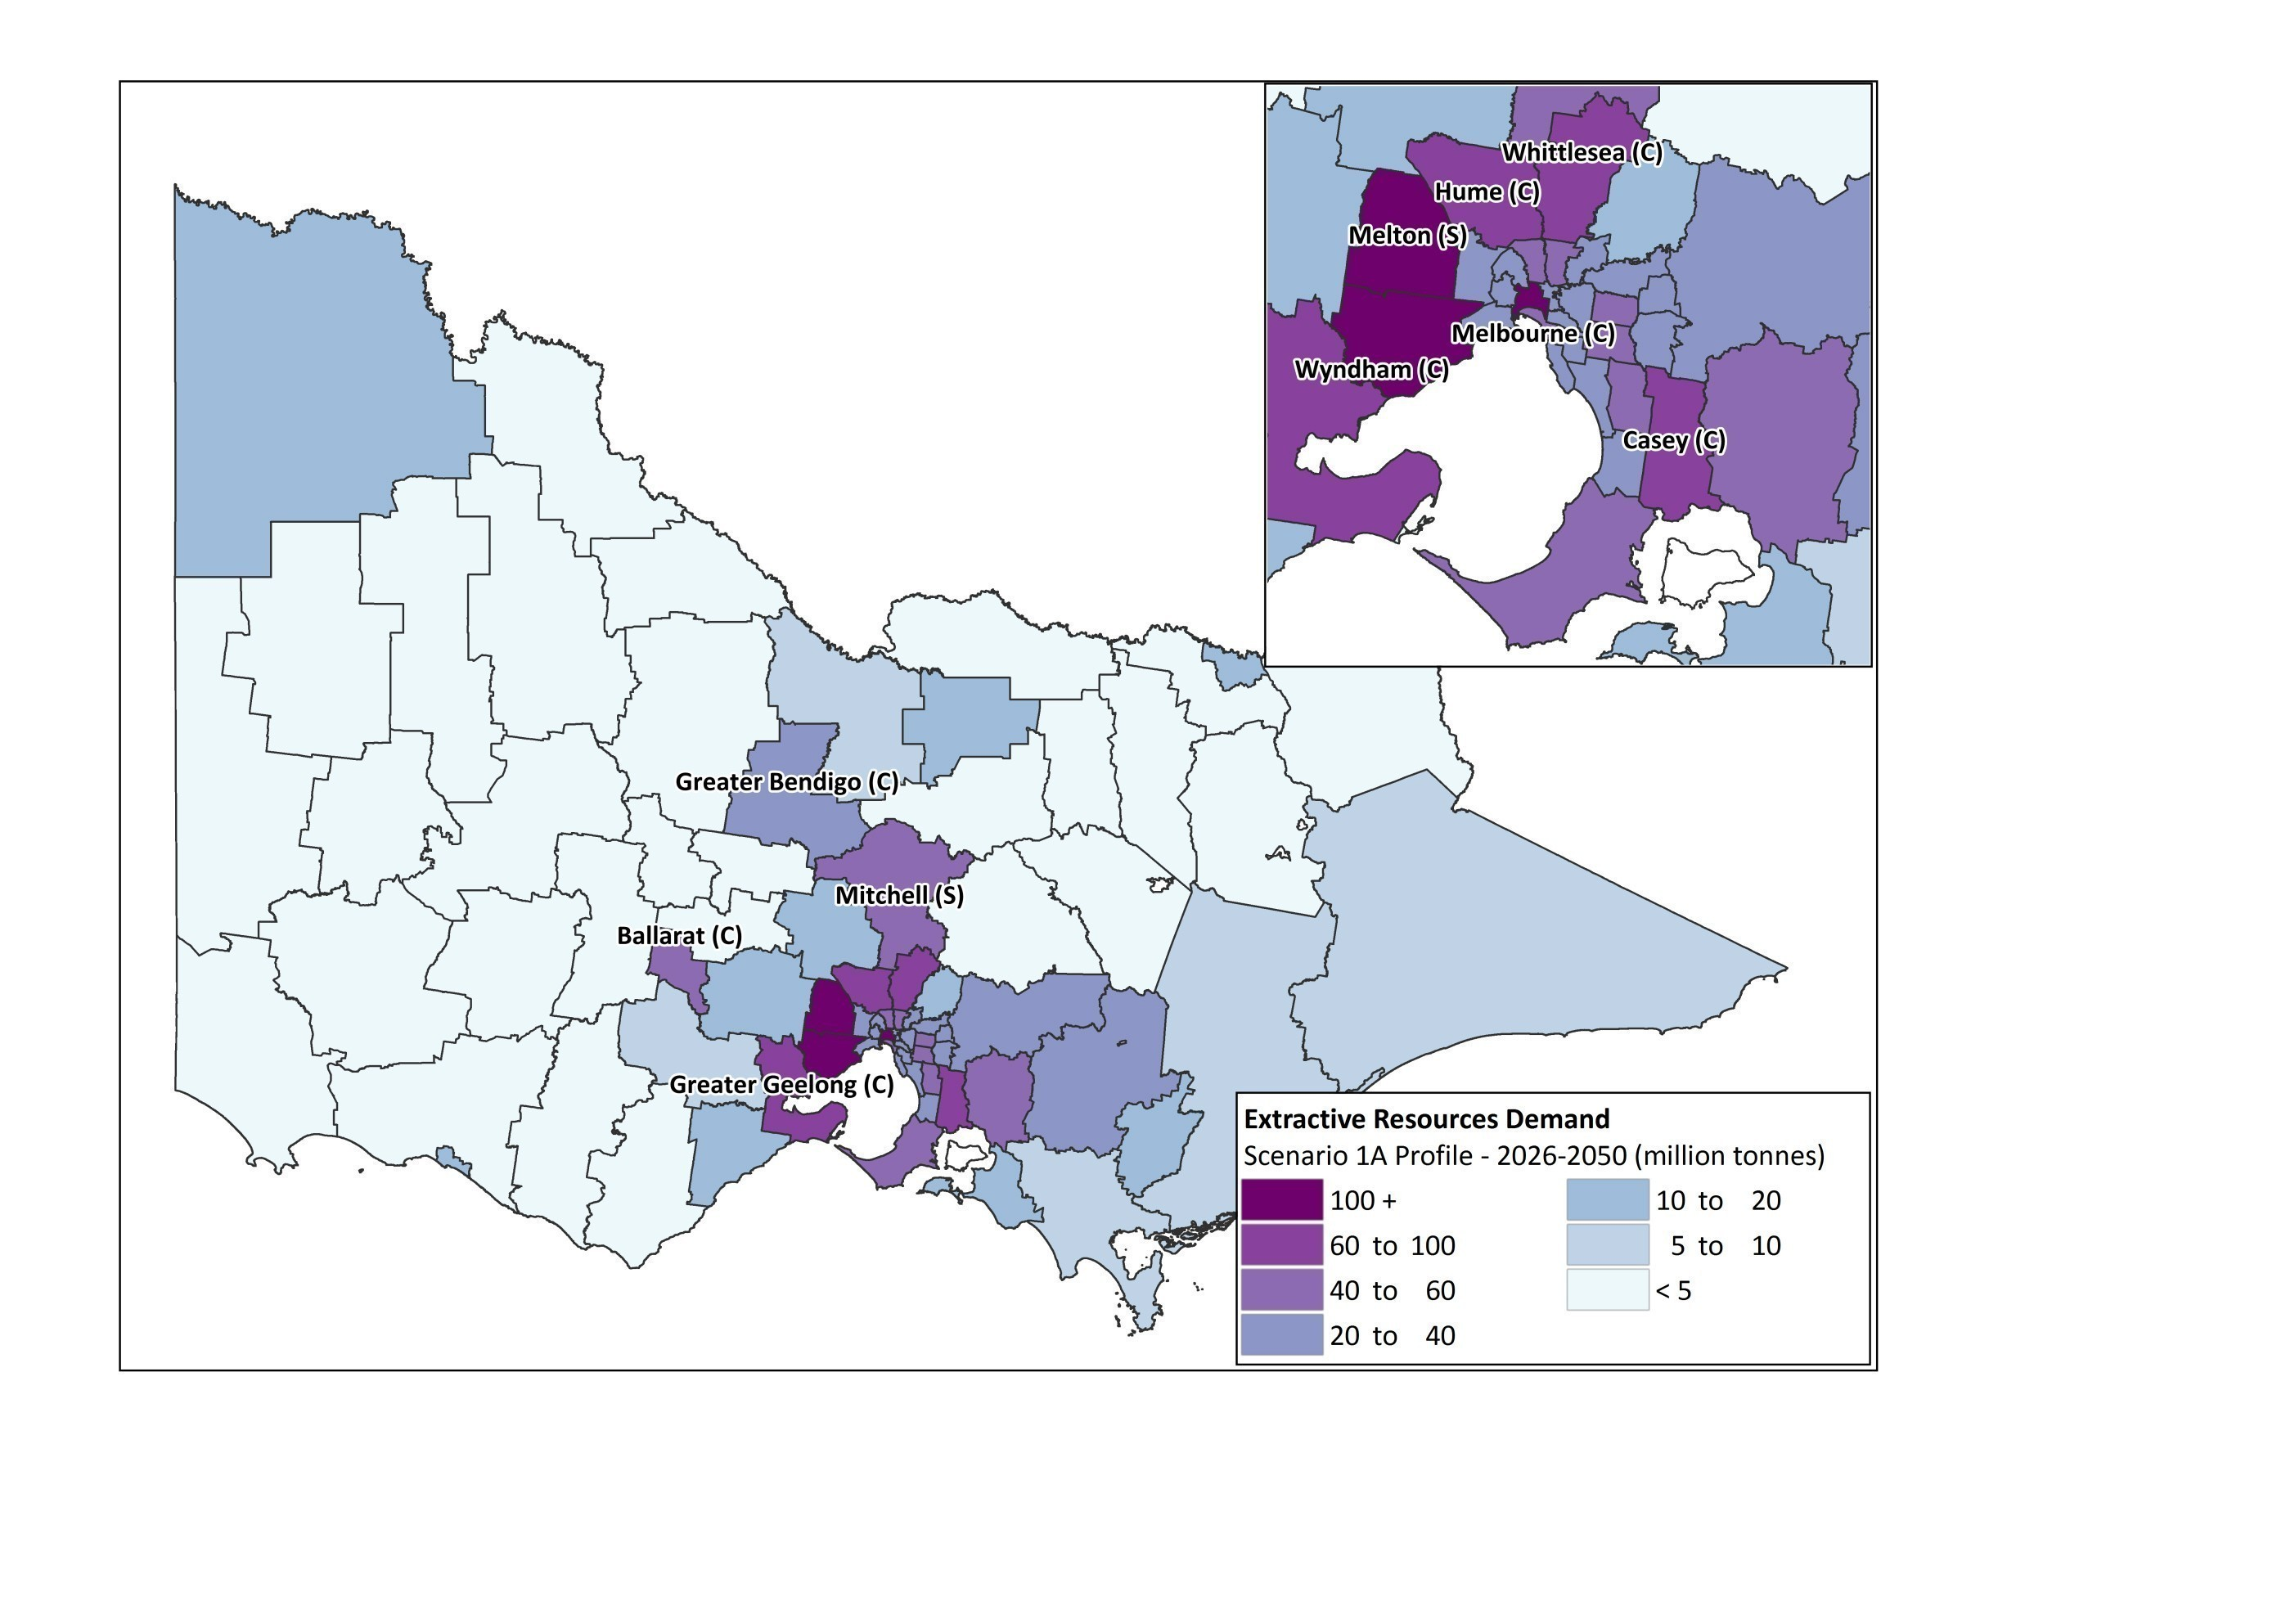 Whittlesea (C)
Hume (C)
Melton (S)
Melbourne (C)
Wyndham (C)
Casey (C)
Greater Bendigo (C)
Mitchell (S)
Ballarat (C)
Greater Geelong (C)
Extractive Resources Demand
Scenario 1A Profile - 2026-2050 (million tonnes)
100 +
60 to 100
40 to 60
20 to 40
10 to 20
5 to 10
< 5